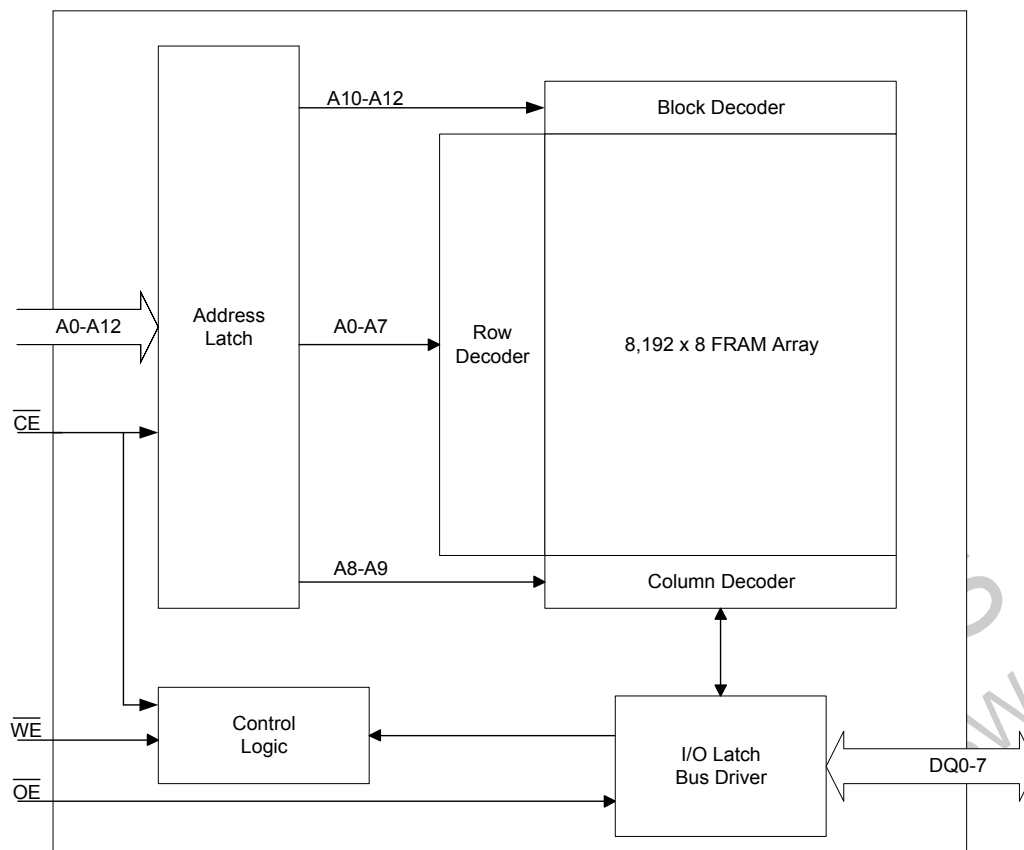 A10-A12
Block Decoder
A0-A12
Address
Latch
A0-A7
Row
Decoder
8,192 x 8 FRAM Array
CE
A8-A9
Column Decoder
Control
Logic
WE
I/O Latch
Bus Driver
DQ0-7
OE